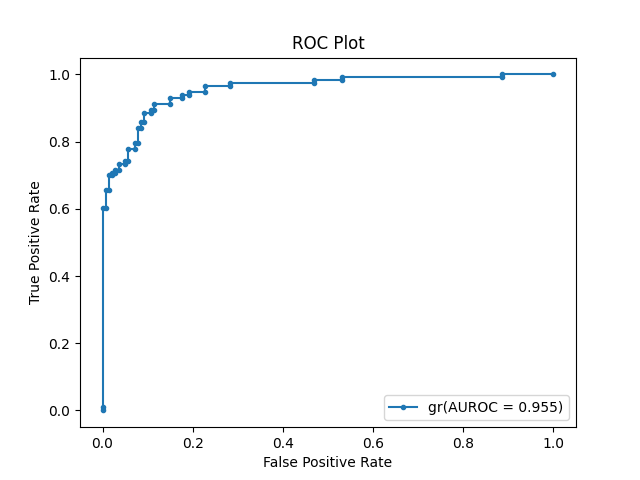 ROC Plot
1.0
0.8
0.6
0.4
0.2
0.0
True Positive Rate
gr(AUROC = 0.955)
0.0 0.2 0.4 0.6 0.8 1.0
False Positive Rate